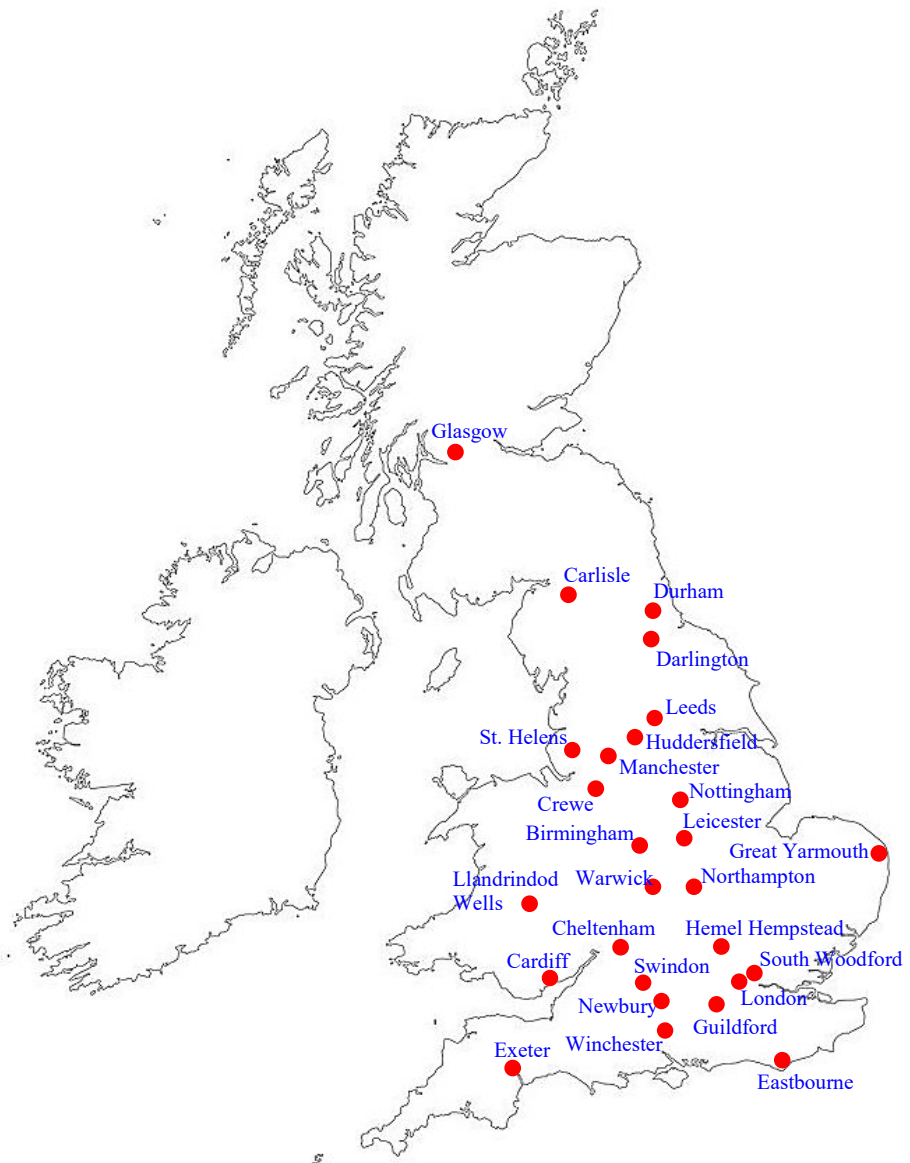 Glasgow
Carlisle
Durham
Darlington
Leeds
St. Helens
Huddersfield
Manchester
Crewe
Nottingham
Birmingham
Leicester
Great Yarmouth
Llandrindod
Wells
Warwick
Northampton
Cheltenham
Hemel Hempstead
Cardiff
Swindon
South Woodford
Newbury
London
Guildford
Winchester
Exeter
Eastbourne